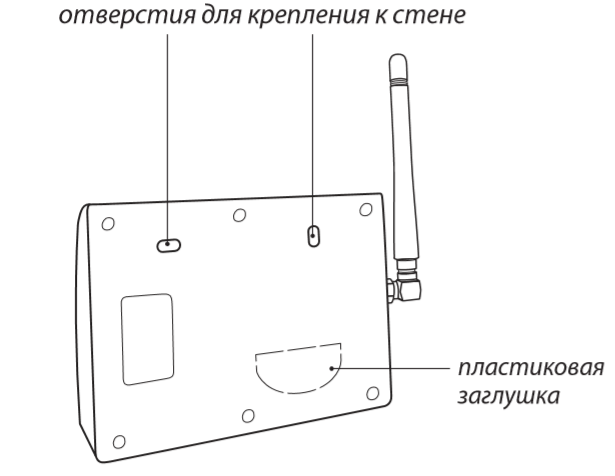 отверстия для крепления к стене
пластиковая
заглушка